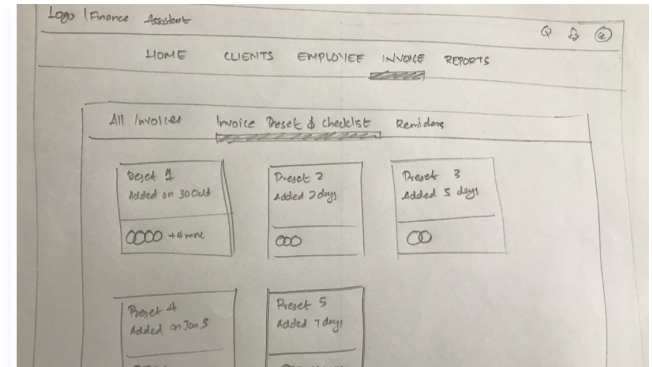 Logo | Finance Assistent
HOME CLIENTS EMPLOYEE INVOICE REPORTS
All Invoices Invoice Preset & Checklist Reminders
Preset 1
Added on 30 Oct
+4 more
Preset 2
Added 2 days
Preset 3
Added 5 days
Preset 4
Added on Jan 5
Preset 5
Added 7 days